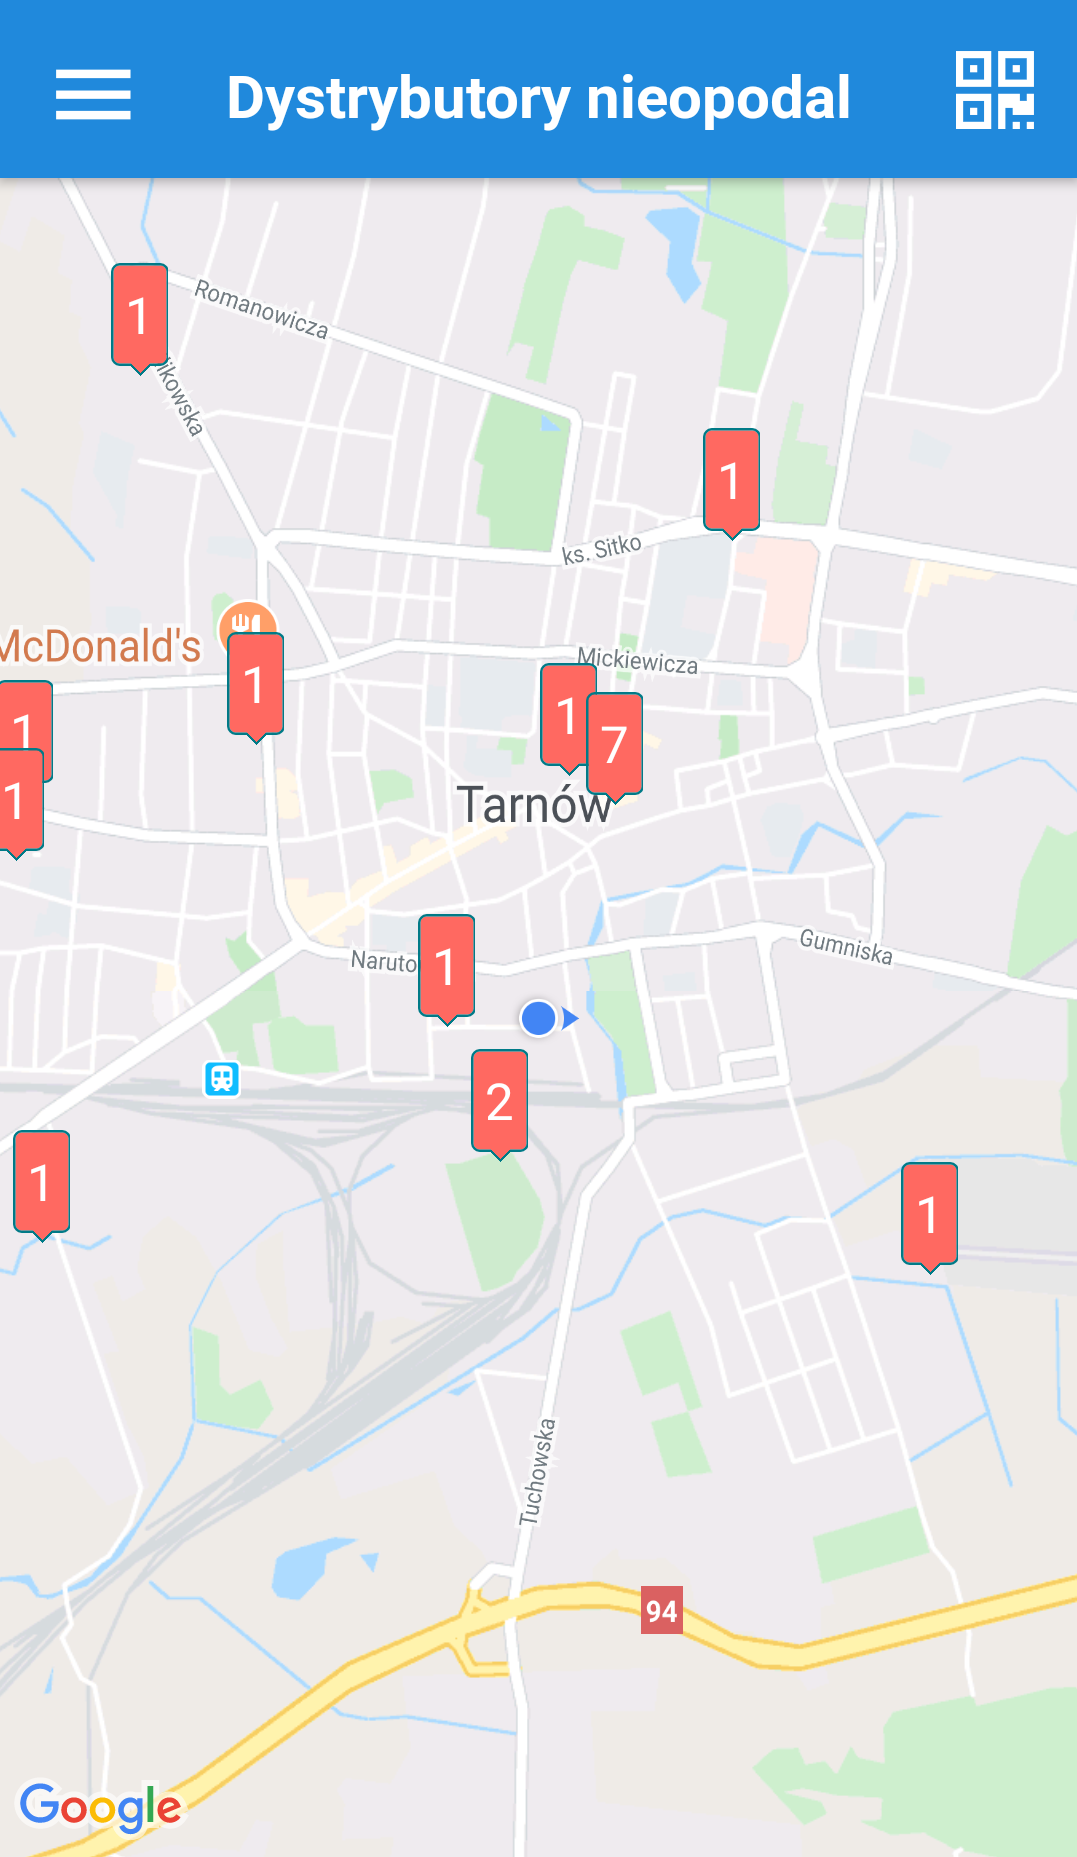 Dystrybutory nieopodal
Romanowicza
1
likowska
1
ks. Sitko
McDonald's
Mickiewicza
1
1
1
7
1
Tarnów
Naruto
1
Gumniska
2
1
1
Tuchowska
94
Google